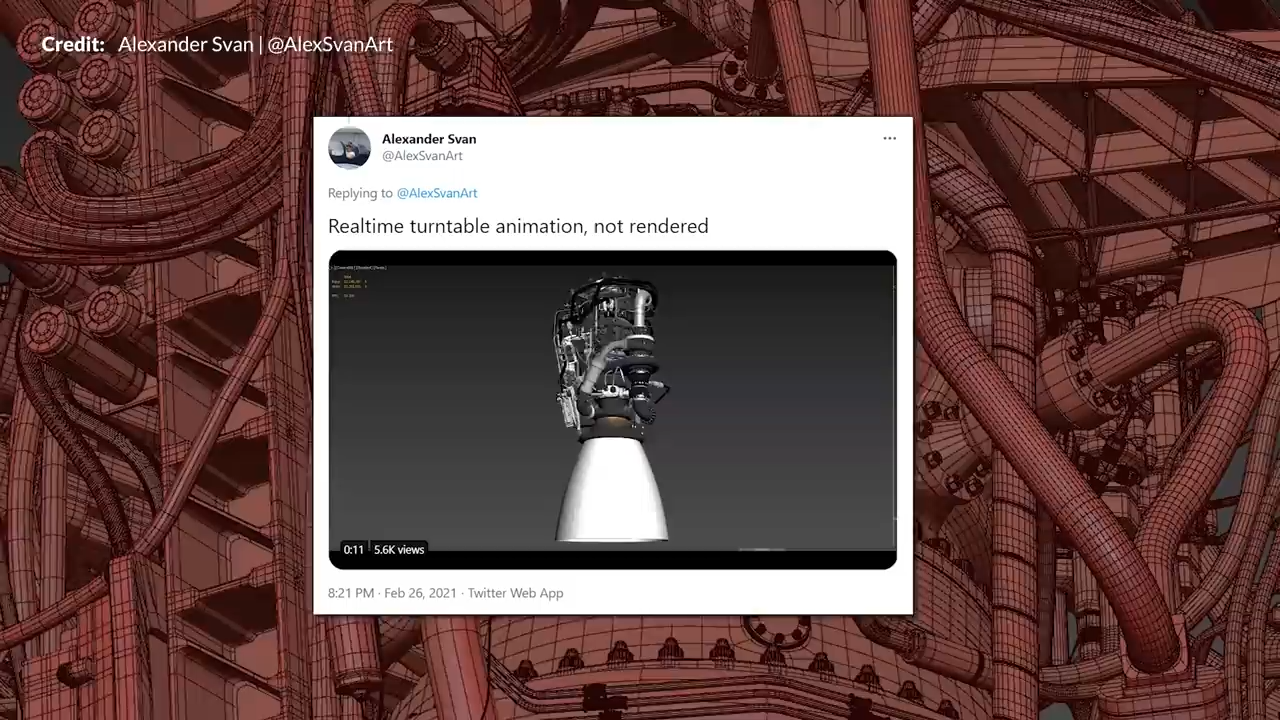 Credit: Alexander Svan | @AlexSvanArt
Alexander Svan
@AlexSvanArt
Replying to @AlexSvanArt
Realtime turntable animation, not rendered
0:11 5.6K views
8:21 PM · Feb 26, 2021 · Twitter Web App